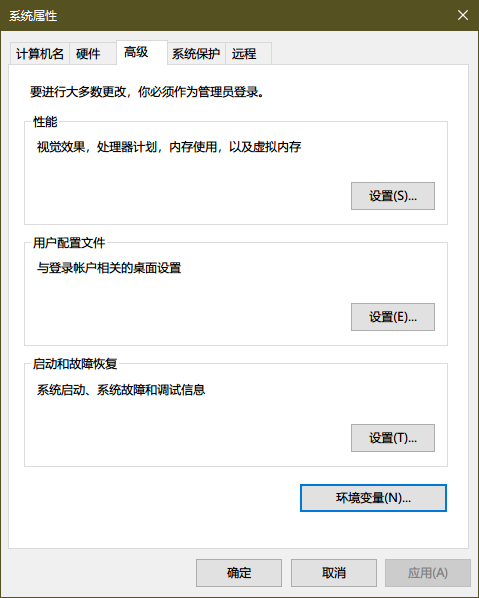 系统属性
计算机名 硬件 高级 系统保护 远程
要进行大多数更改，你必须作为管理员登录。
性能
视觉效果，处理器计划，内存使用，以及虚拟内存
设置(S)...
用户配置文件
与登录帐户相关的桌面设置
设置(E)...
启动和故障恢复
系统启动、系统故障和调试信息
设置(T)...
环境变量(N)...
确定 取消 应用(A)